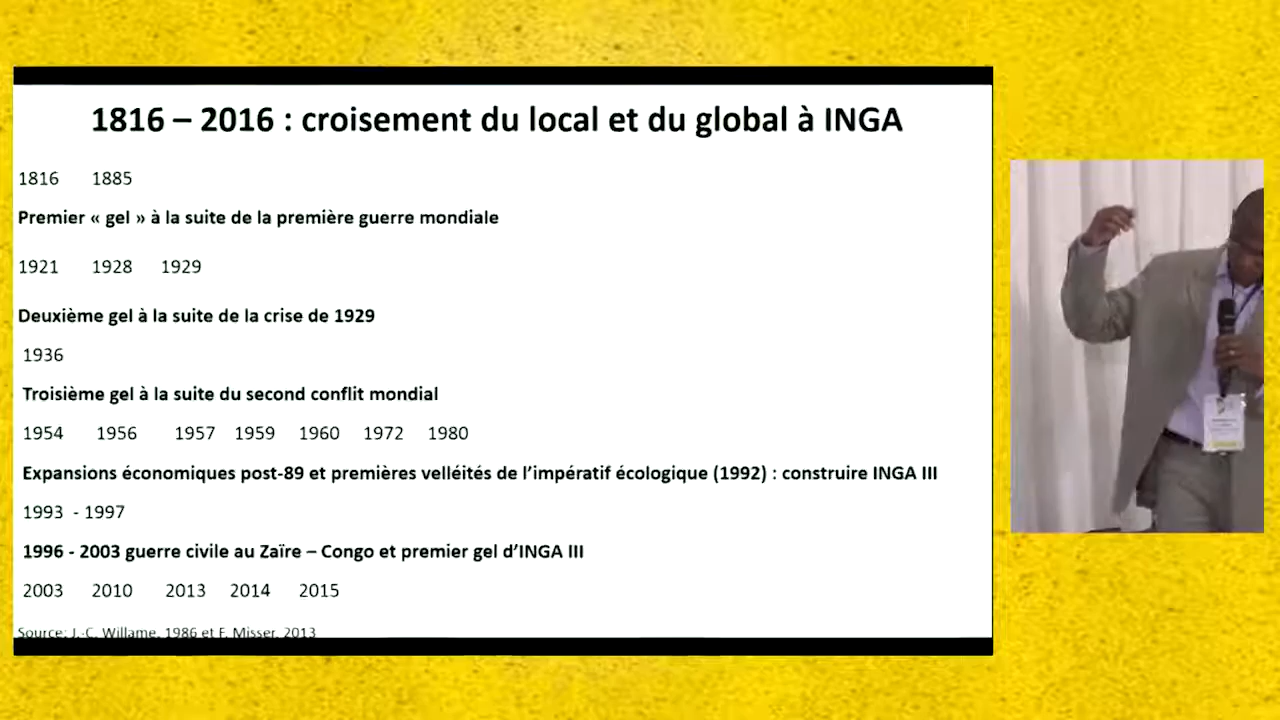 1816 – 2016 : croisement du local et du global à INGA
1816 1885
Premier « gel » à la suite de la première guerre mondiale
1921 1928 1929
Deuxième gel à la suite de la crise de 1929
1936
Troisième gel à la suite du second conflit mondial
1954 1956 1957 1959 1960 1972 1980
Expansions économiques post-89 et premières velléités de l’impératif écologique (1992) : construire INGA III
1993 - 1997
1996 - 2003 guerre civile au Zaïre – Congo et premier gel d’INGA III
2003 2010 2013 2014 2015
Source: J.-C. Willame, 1986 et F. Misser, 2013